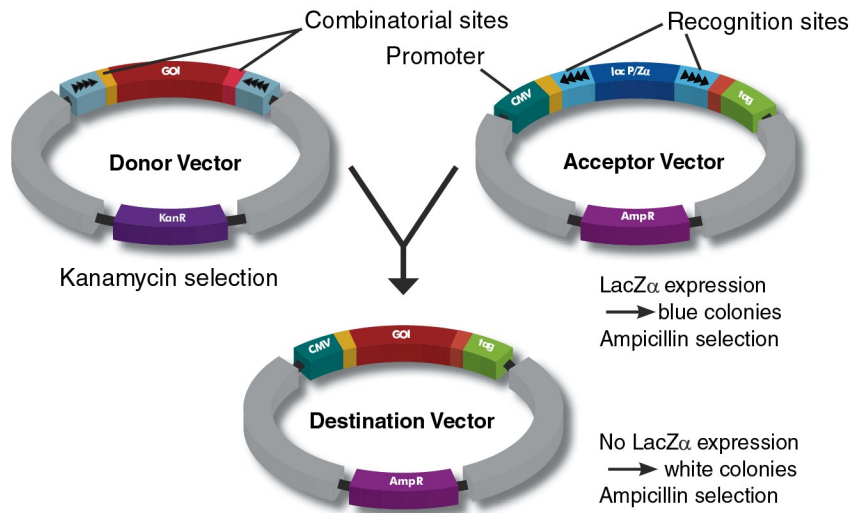 Combinatorial sites
Recognition sites
Promoter
GOI
CMV
lac P/Zα
tag
Donor Vector
Acceptor Vector
KanR
AmpR
Kanamycin selection
LacZα expression
blue colonies
Ampicillin selection
CMV
GOI
tag
Destination Vector
No LacZα expression
white colonies
AmpR
Ampicillin selection